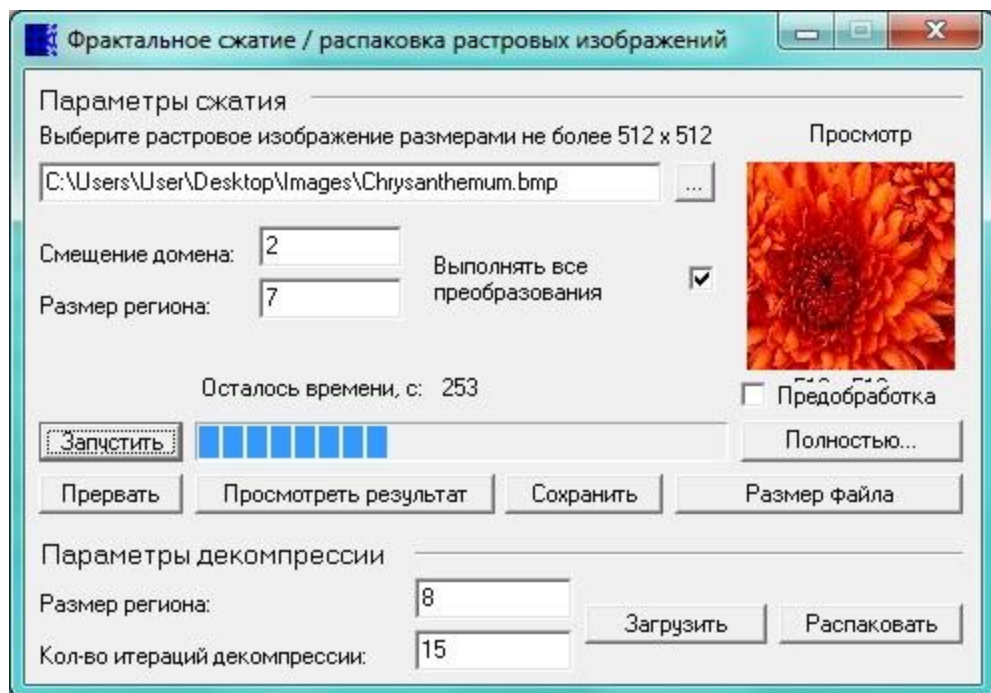 Фрактальное сжатие / распаковка растровых изображений
Параметры сжатия
Выберите растровое изображение размерами не более 512 x 512
Просмотр
C:\Users\User\Desktop\Images\Chrysanthemum.bmp
...
Смещение домена:
2
Выполнять все
преобразования
Размер региона:
7
Осталось времени, с: 253
Предобработка
Запустить
Полностью...
Прервать
Просмотреть результат
Сохранить
Размер файла
Параметры декомпрессии
Размер региона:
8
Загрузить
Распаковать
Кол-во итераций декомпрессии:
15